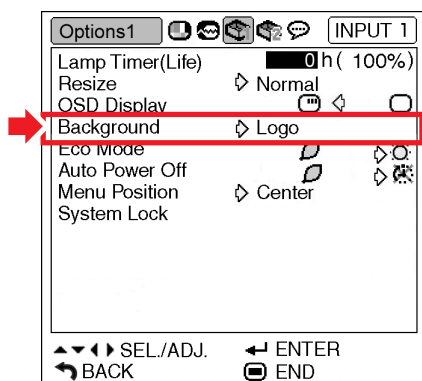 Options1 INPUT 1
Lamp Timer(Life) 0 h ( 100%)
Resize Normal
OSD Display
Background Logo
Eco Mode
Auto Power Off
Menu Position Center
System Lock
SEL./ADJ. ENTER
BACK END